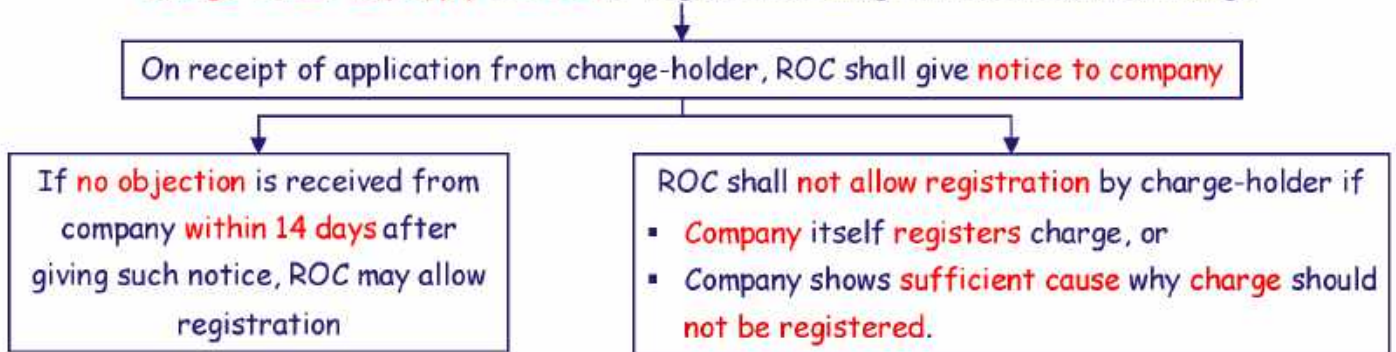 On receipt of application from charge-holder, ROC shall give notice to company
If no objection is received from
company within 14 days after
giving such notice, ROC may allow
registration
ROC shall not allow registration by charge-holder if
▪ Company itself registers charge, or
▪ Company shows sufficient cause why charge should
not be registered.